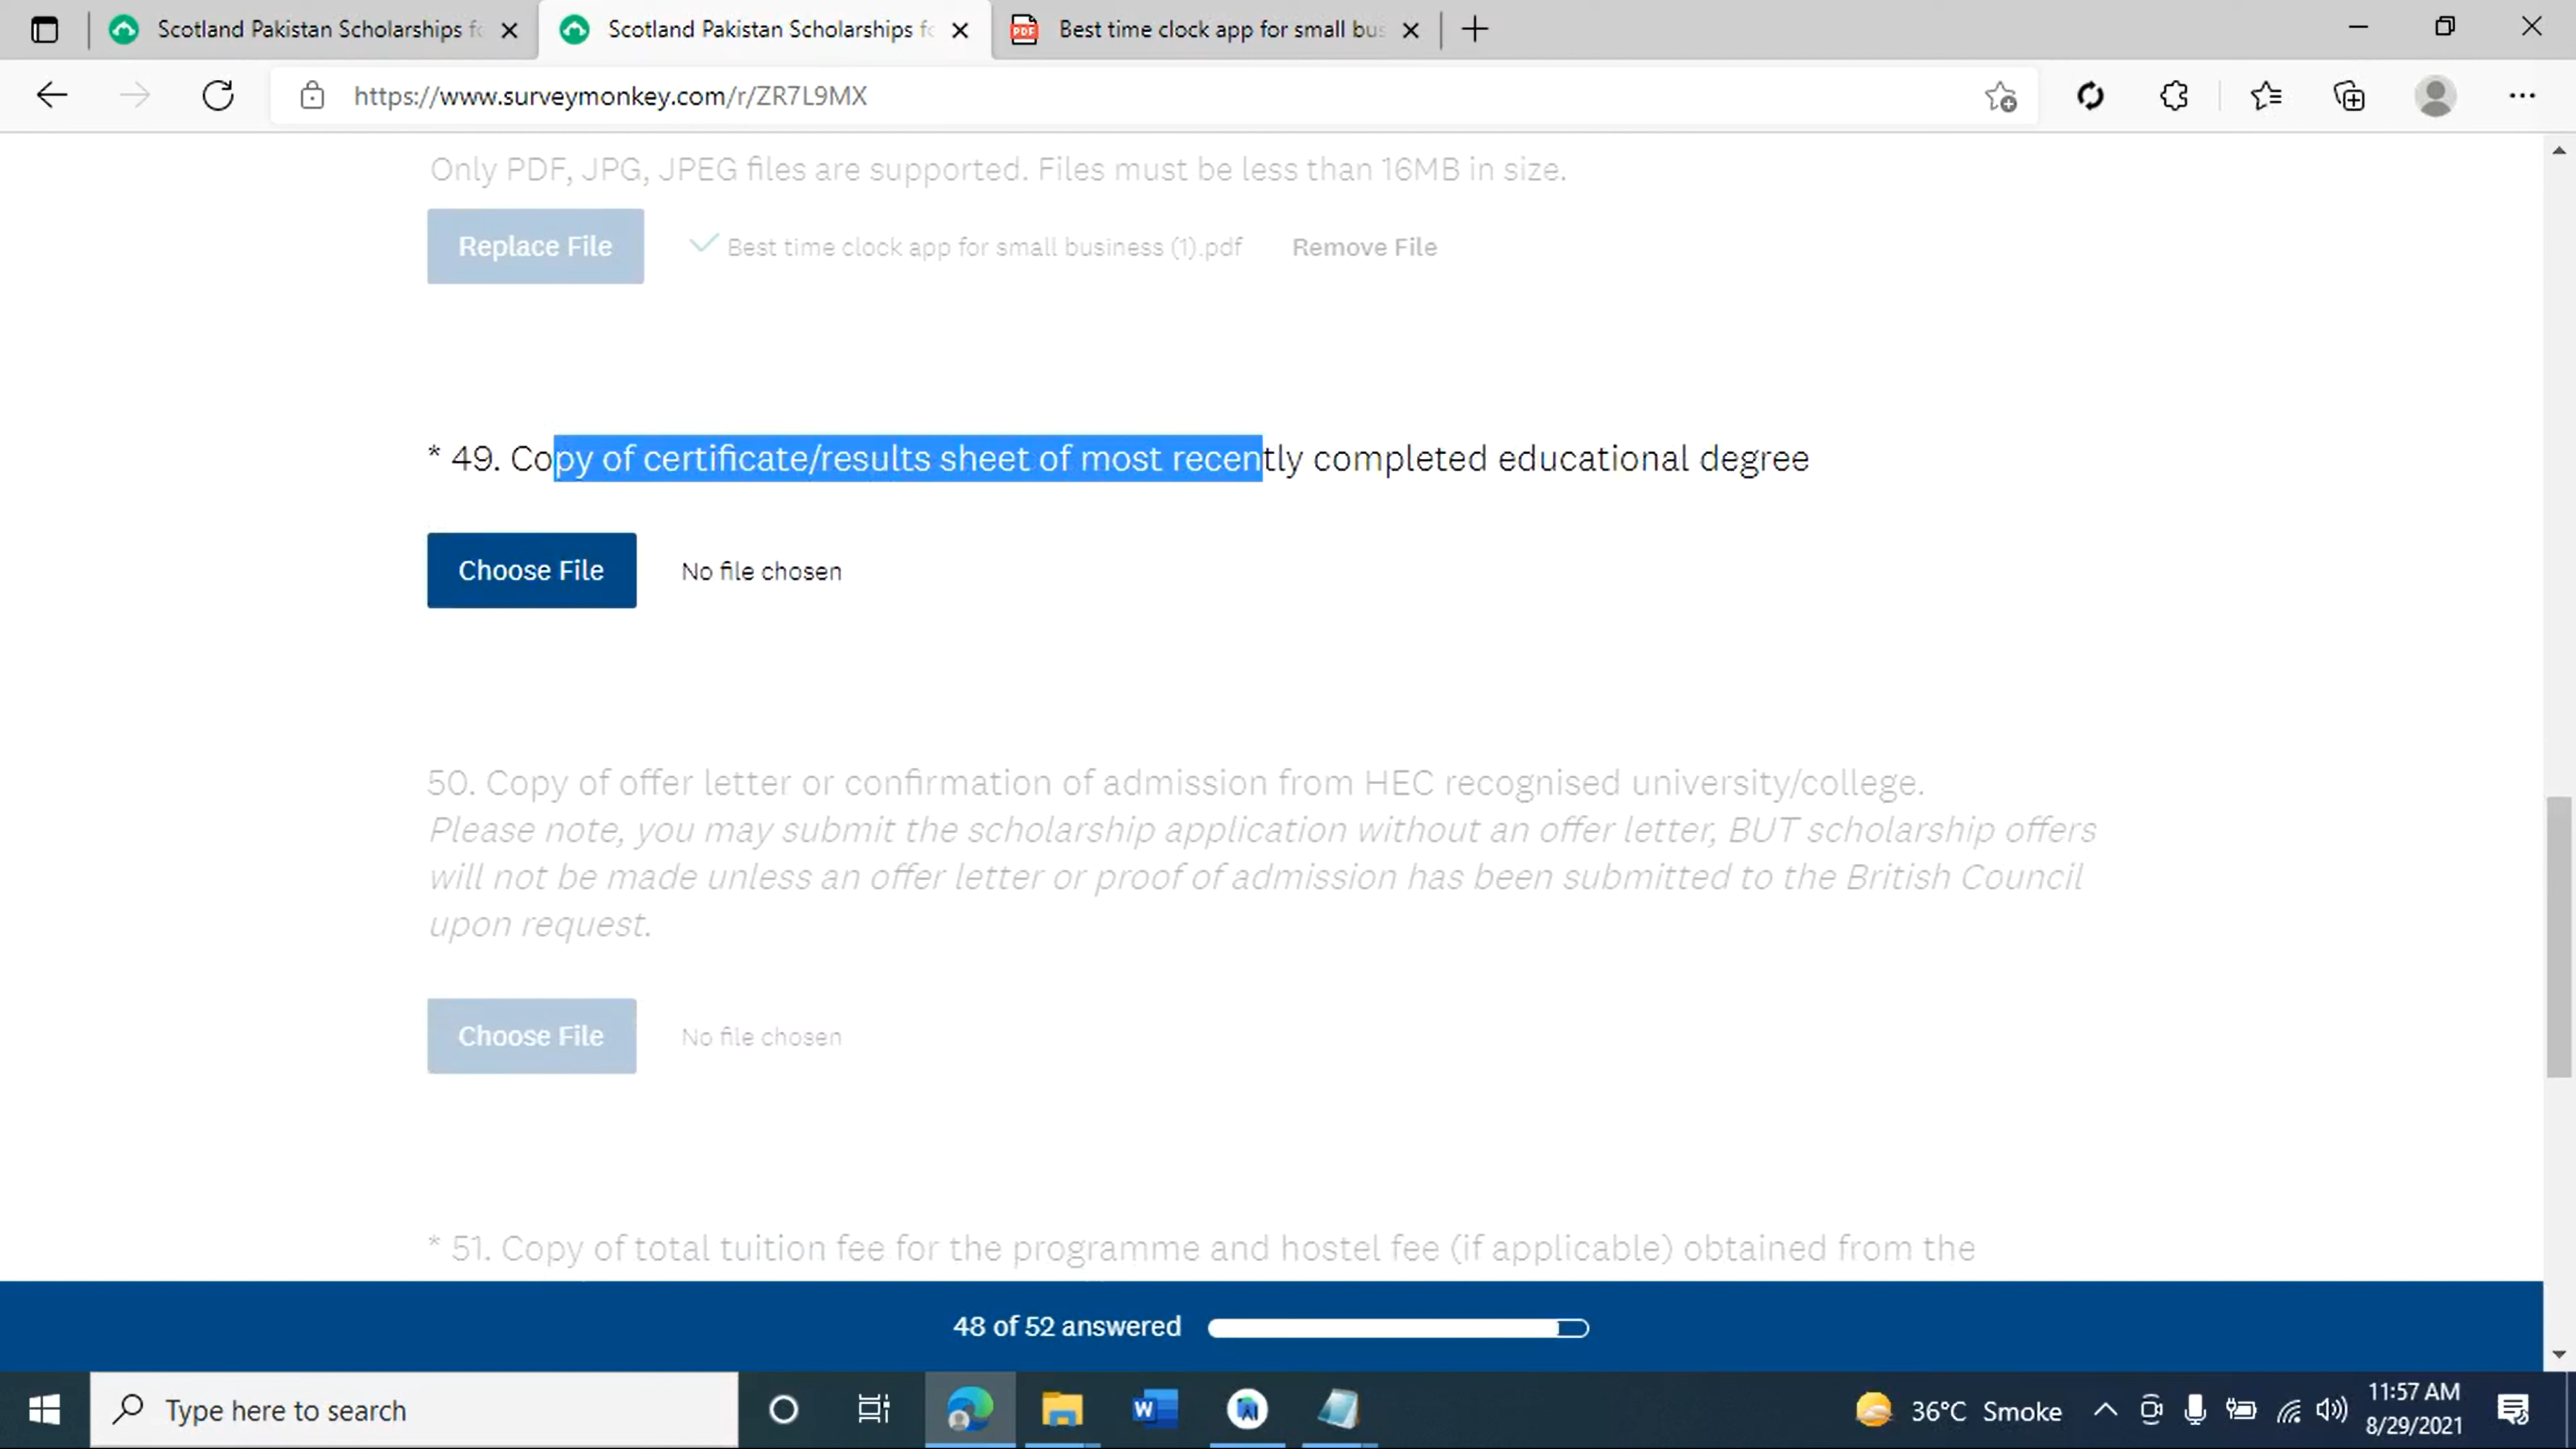 Scotland Pakistan Scholarships fo
Scotland Pakistan Scholarships fo
Best time clock app for small bus
https://www.surveymonkey.com/r/ZR7L9MX
Only PDF, JPG, JPEG files are supported. Files must be less than 16MB in size.
Replace File
Best time clock app for small business (1).pdf
Remove File
* 49. Copy of certificate/results sheet of most recently completed educational degree
Choose File
No file chosen
50. Copy of offer letter or confirmation of admission from HEC recognised university/college.
Please note, you may submit the scholarship application without an offer letter, BUT scholarship offers
will not be made unless an offer letter or proof of admission has been submitted to the British Council
upon request.
Choose File
No file chosen
* 51. Copy of total tuition fee for the programme and hostel fee (if applicable) obtained from the
48 of 52 answered
Type here to search
36°C Smoke
11:57 AM
8/29/2021